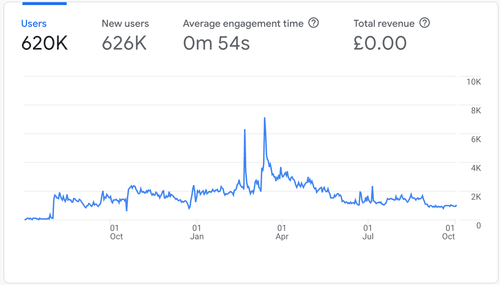 Users
620K
New users
626K
Average engagement time
0m 54s
Total revenue
£0.00
10K
8K
6K
4K
2K
0
01
Oct
01
Jan
01
Apr
01
Jul
01
Oct